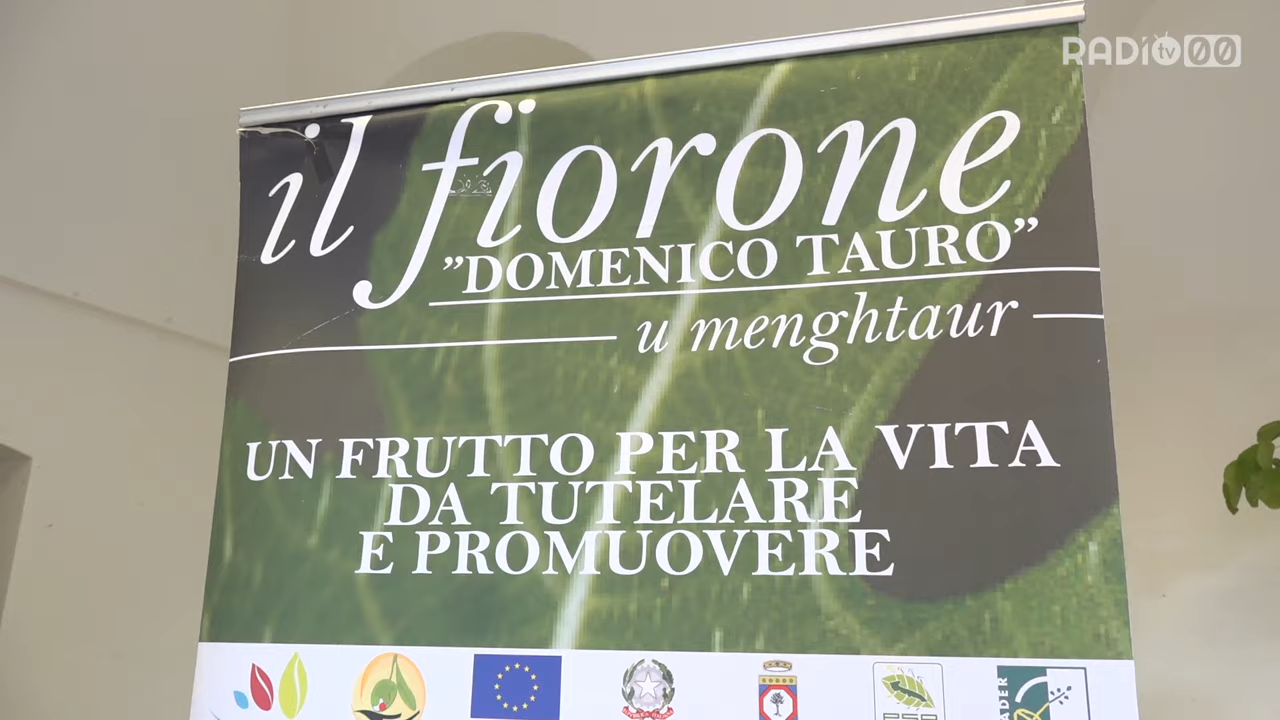 RADIO tv 00
il fiorone
"DOMENICO TAURO"
u menghtaur
UN FRUTTO PER LA VITA
DA TUTELARE
E PROMUOVERE